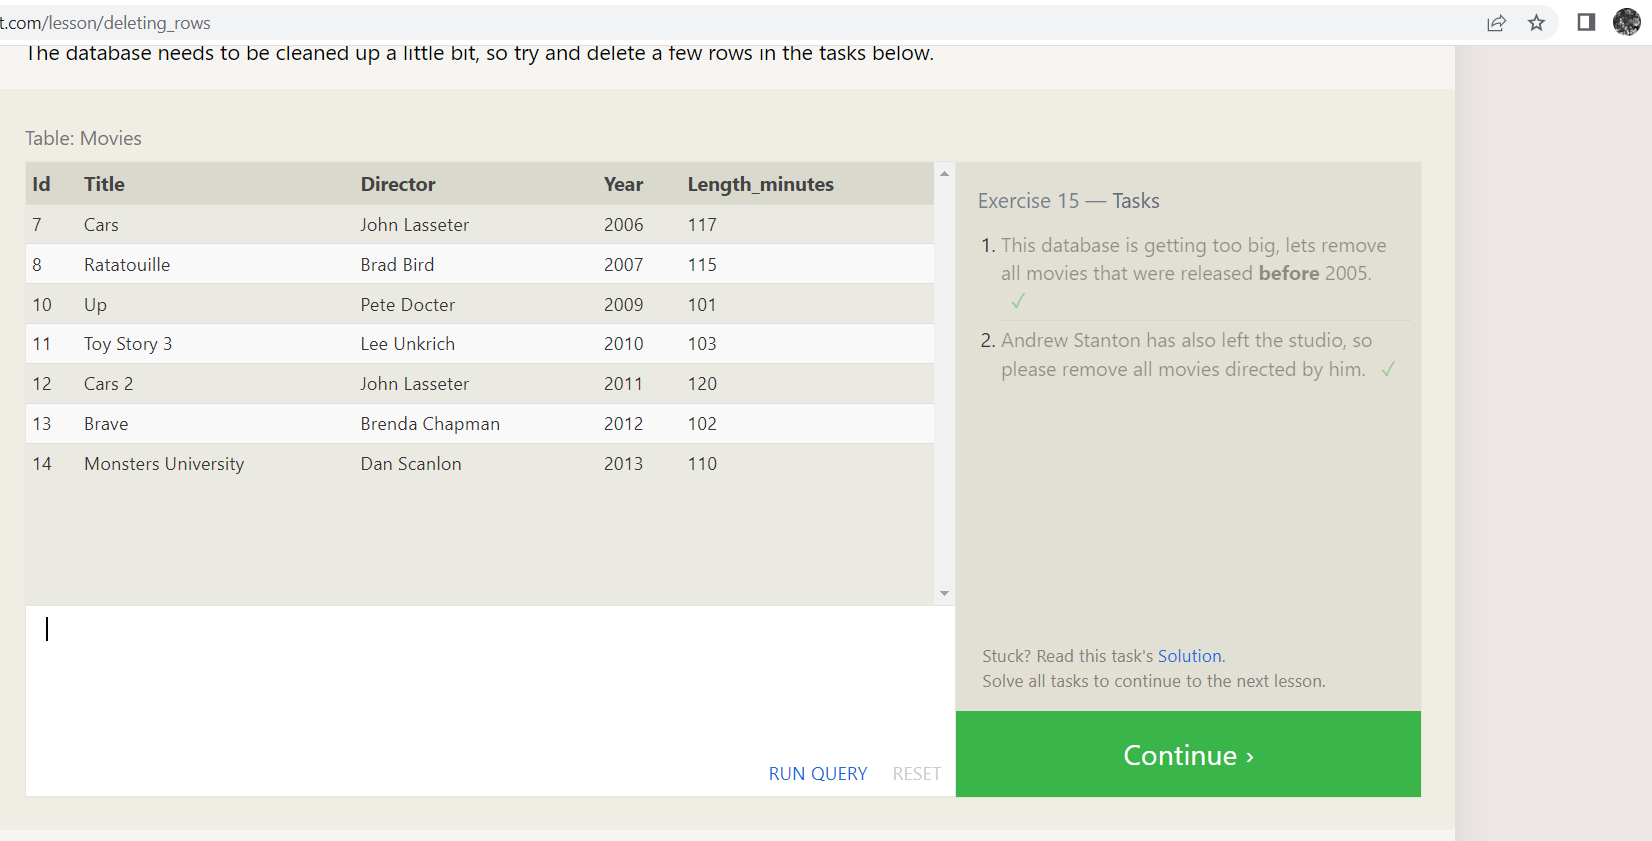 t.com/lesson/deleting_rows
The database needs to be cleaned up a little bit, so try and delete a few rows in the tasks below.
Table: Movies
Id Title Director Year Length_minutes
7 Cars John Lasseter 2006 117
8 Ratatouille Brad Bird 2007 115
10 Up Pete Docter 2009 101
11 Toy Story 3 Lee Unkrich 2010 103
12 Cars 2 John Lasseter 2011 120
13 Brave Brenda Chapman 2012 102
14 Monsters University Dan Scanlon 2013 110
RUN QUERY RESET
Exercise 15 — Tasks
1. This database is getting too big, lets remove
all movies that were released before 2005.
✓
2. Andrew Stanton has also left the studio, so
please remove all movies directed by him. ✓
Stuck? Read this task's Solution.
Solve all tasks to continue to the next lesson.
Continue ›